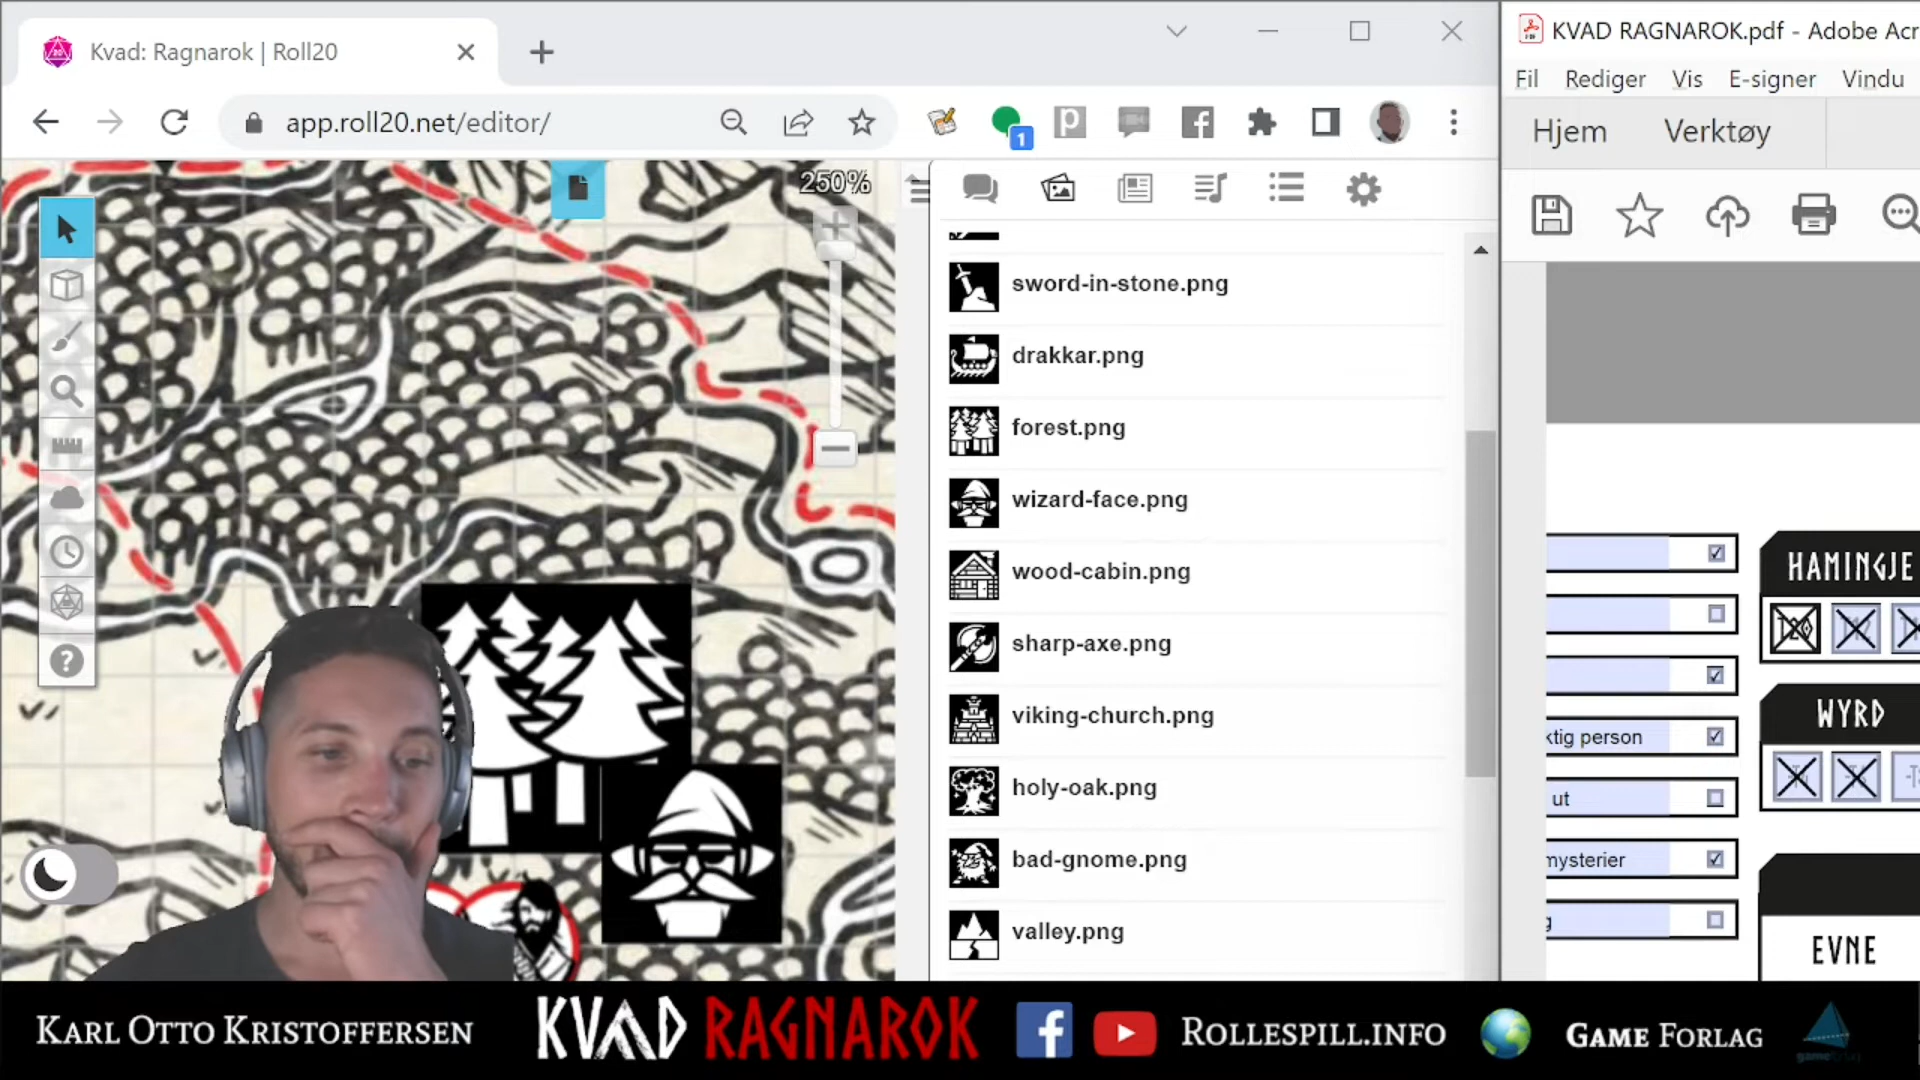 Kvad: Ragnarok | Roll20
KVAD RAGNAROK.pdf - Adobe Acr
Fil Rediger Vis E-signer Vindu
app.roll20.net/editor/
1
Hjem Verktøy
250%
sword-in-stone.png
drakkar.png
forest.png
wizard-face.png
wood-cabin.png
sharp-axe.png
viking-church.png
holy-oak.png
bad-gnome.png
valley.png
HAMINGJE
WYRD
ktig person
ut
mysterier
EVNE
KARL OTTO KRISTOFFERSEN
KVAD RAGNAROK
ROLLESPILL.INFO
GAME FORLAG
gameforlag